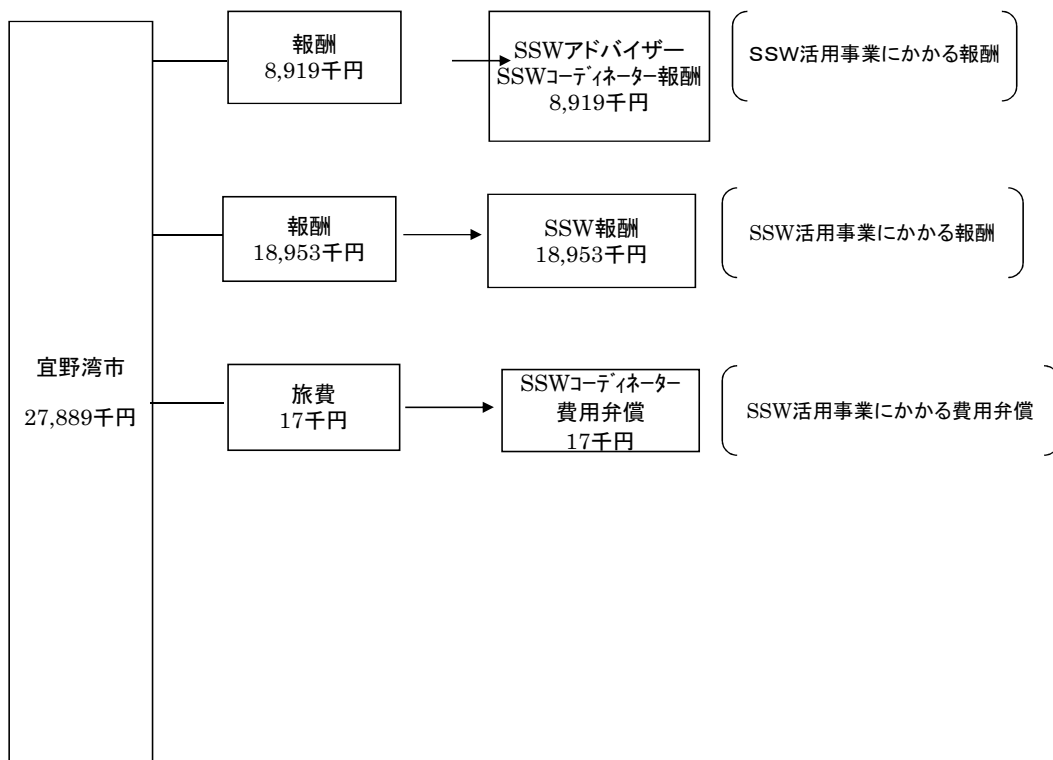 報酬
8,919千円
SSWアドバイザー
SSWコーディネーター報酬
8,919千円
SSW活用事業にかかる報酬
報酬
18,953千円
SSW報酬
18,953千円
SSW活用事業にかかる報酬
宜野湾市
27,889千円
旅費
17千円
SSWコーディネーター
費用弁償
17千円
SSW活用事業にかかる費用弁償